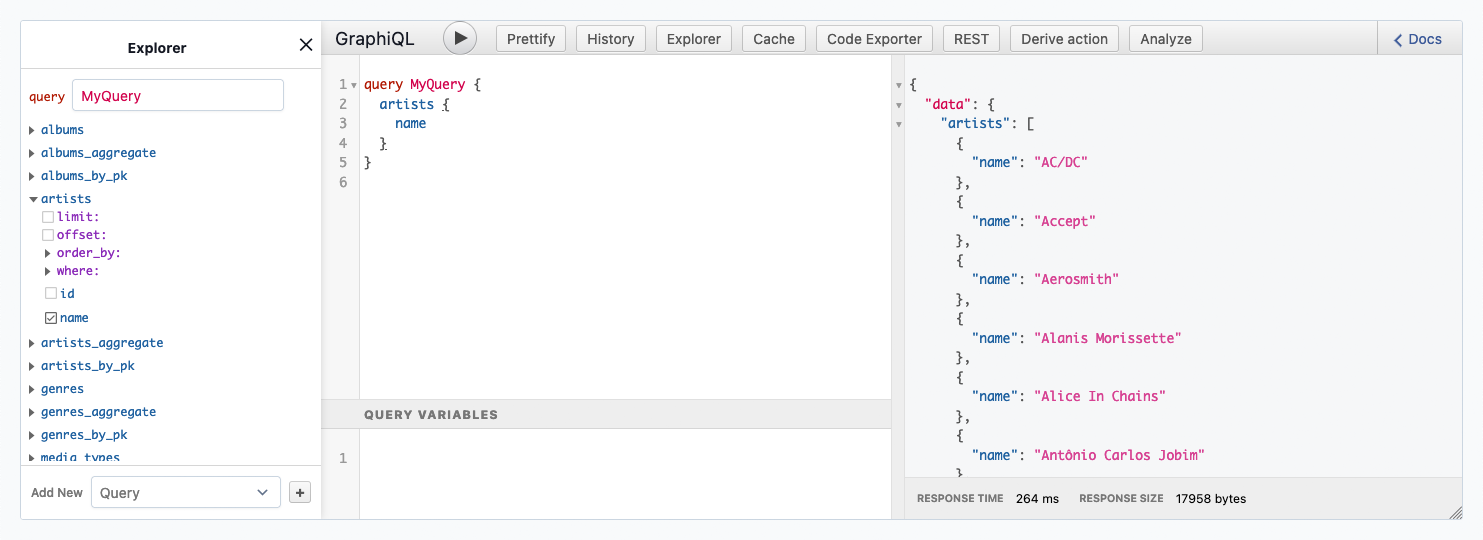 Explorer
query MyQuery
albums
albums_aggregate
albums_by_pk
artists
limit:
offset:
order_by:
where:
id
name
artists_aggregate
artists_by_pk
genres
genres_aggregate
genres_by_pk
media_types
Add New Query +
GraphiQL Prettify History Explorer Cache Code Exporter REST Derive action Analyze Docs
1 query MyQuery {
2 artists {
3 name
4 }
5 }
6
QUERY VARIABLES
1
{
"data": {
"artists": [
{
"name": "AC/DC"
},
{
"name": "Accept"
},
{
"name": "Aerosmith"
},
{
"name": "Alanis Morissette"
},
{
"name": "Alice In Chains"
},
{
"name": "Antônio Carlos Jobim"
}
RESPONSE TIME 264 ms RESPONSE SIZE 17958 bytes